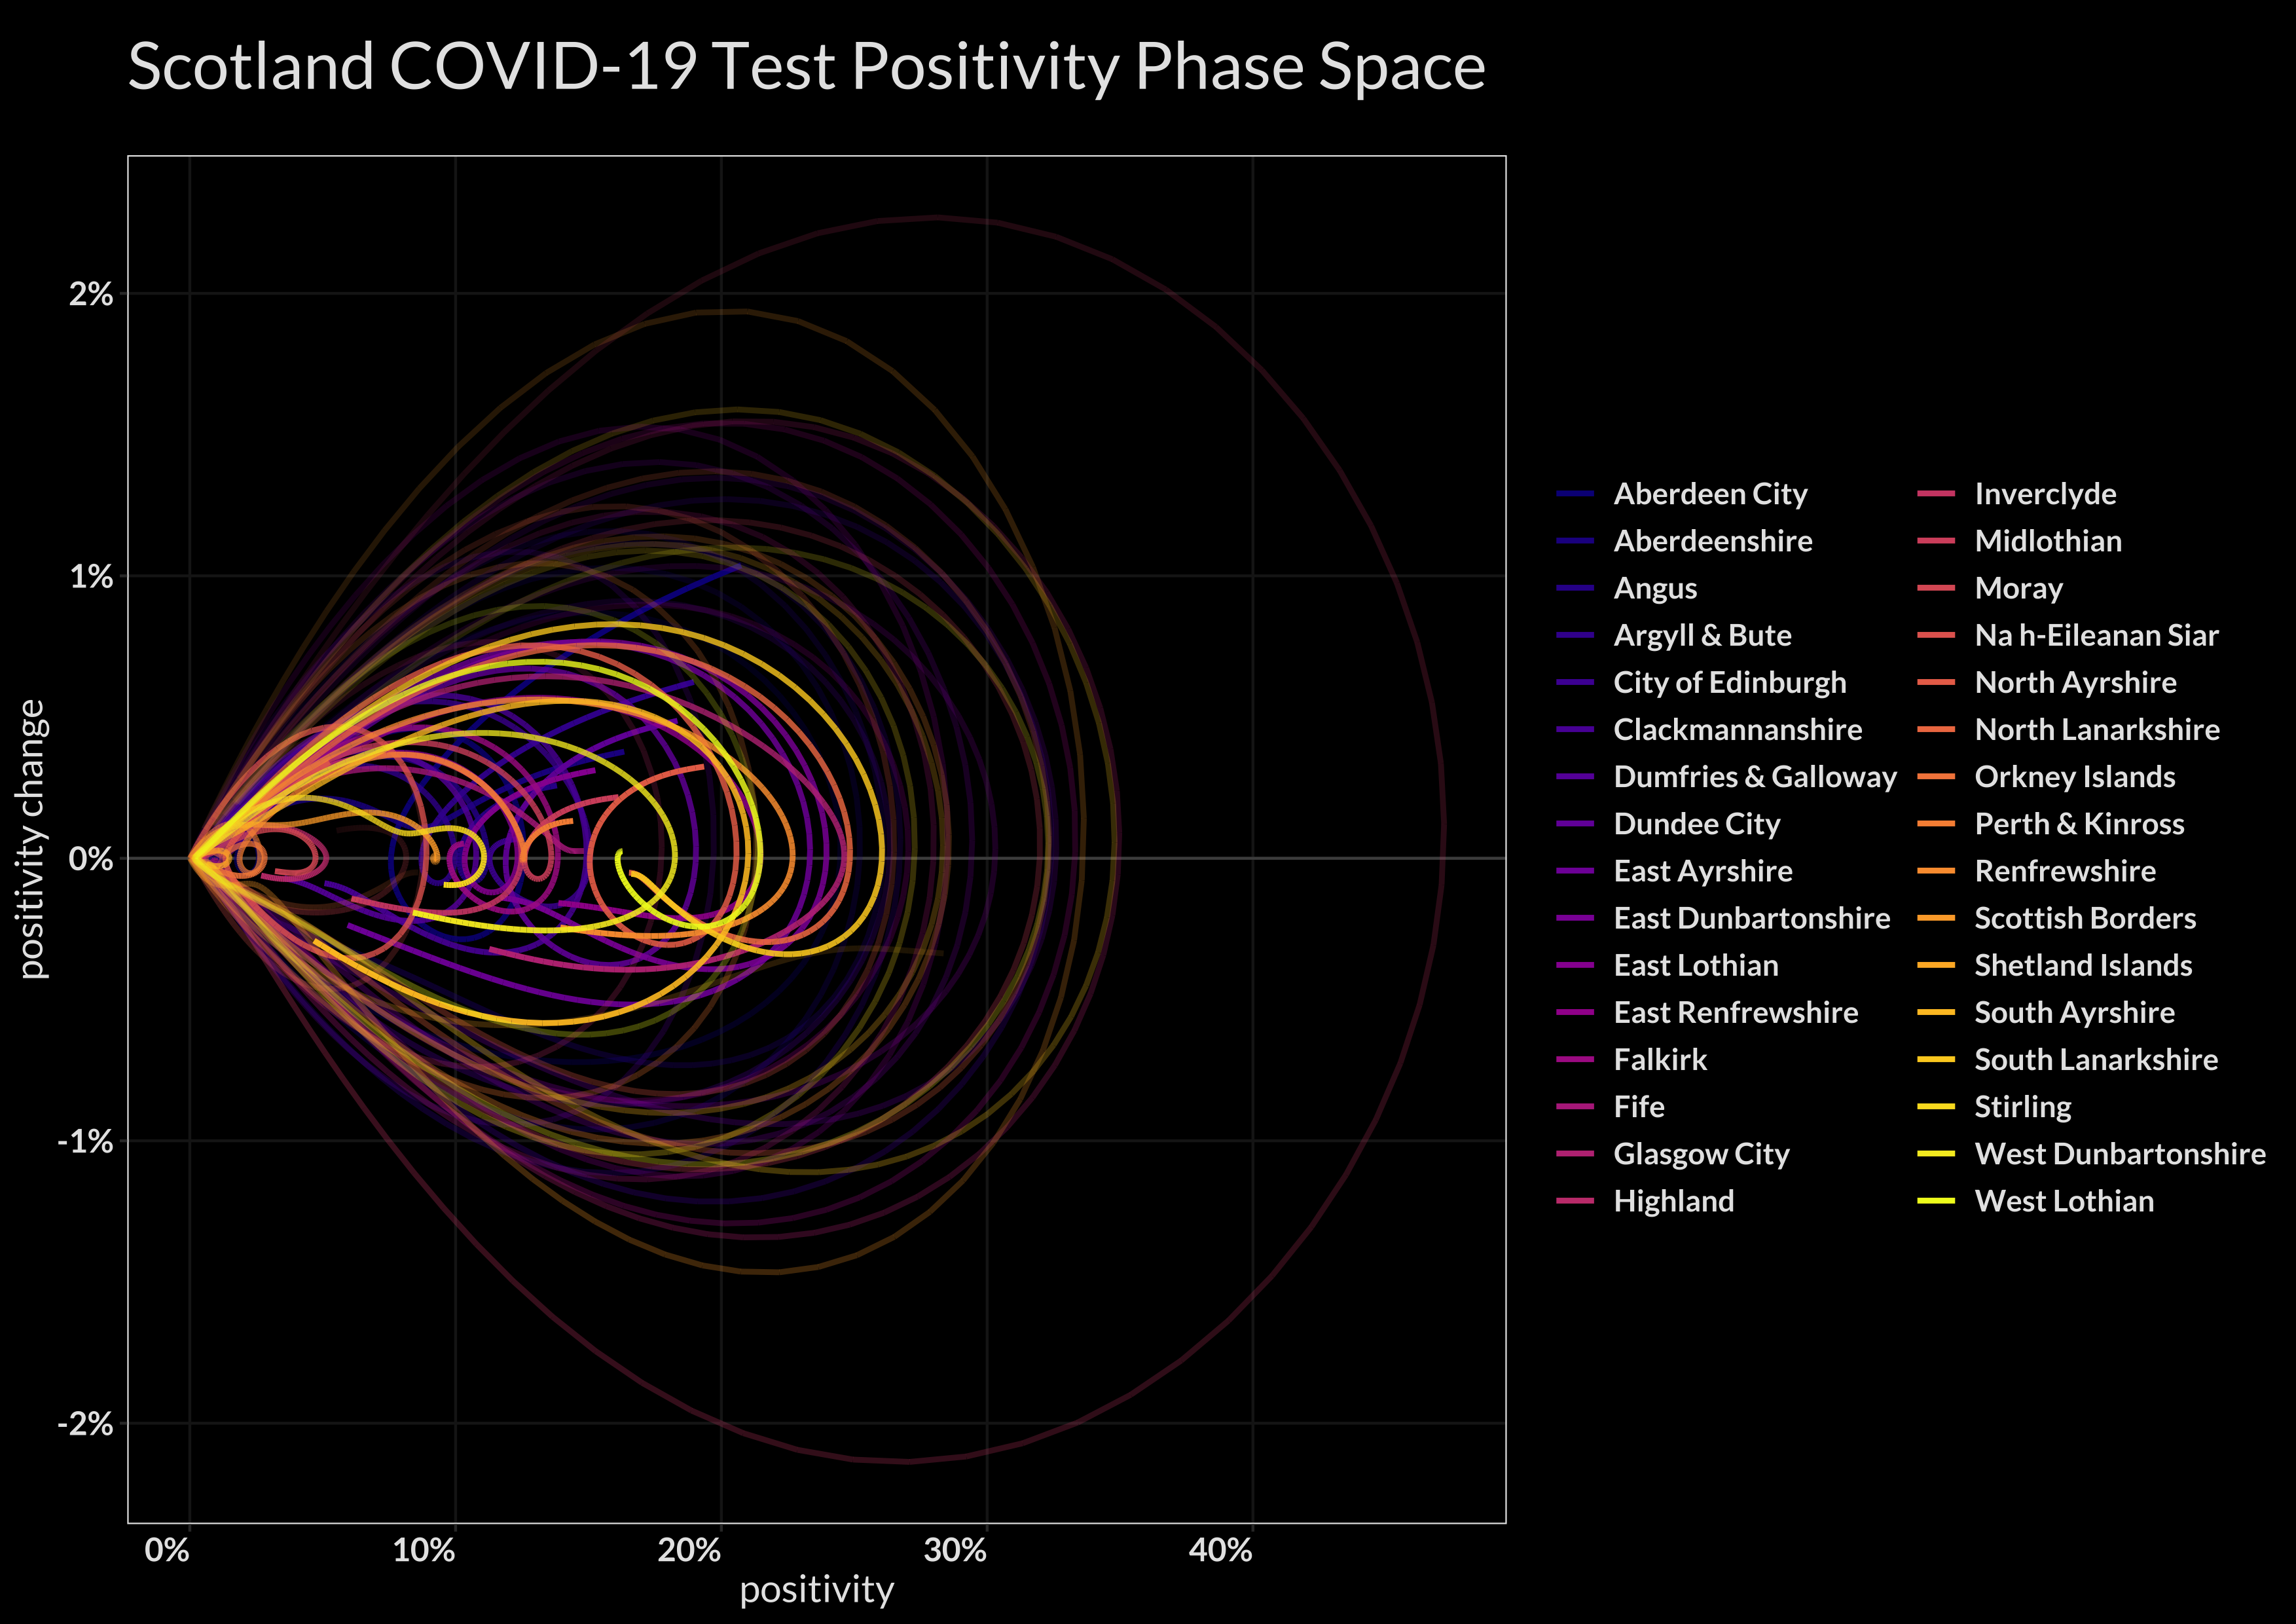 Scotland COVID-19 Test Positivity Phase Space
positivity change
2%
1%
0%
-1%
-2%
0%
10%
20%
30%
40%
positivity
Aberdeen City
Aberdeenshire
Angus
Argyll & Bute
City of Edinburgh
Clackmannanshire
Dumfries & Galloway
Dundee City
East Ayrshire
East Dunbartonshire
East Lothian
East Renfrewshire
Falkirk
Fife
Glasgow City
Highland
Inverclyde
Midlothian
Moray
Na h-Eileanan Siar
North Ayrshire
North Lanarkshire
Orkney Islands
Perth & Kinross
Renfrewshire
Scottish Borders
Shetland Islands
South Ayrshire
South Lanarkshire
Stirling
West Dunbartonshire
West Lothian